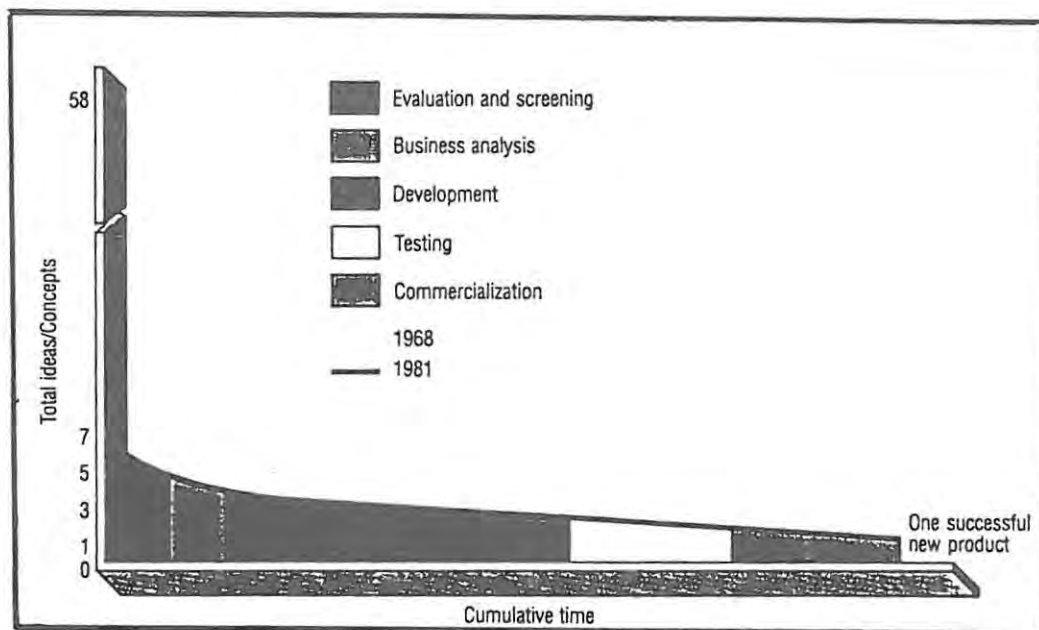 58
Evaluation and screening
Business analysis
Development
Testing
Commercialization
1968
1981
Total ideas/Concepts
7
5
3
1
0
One successful
new product
Cumulative time